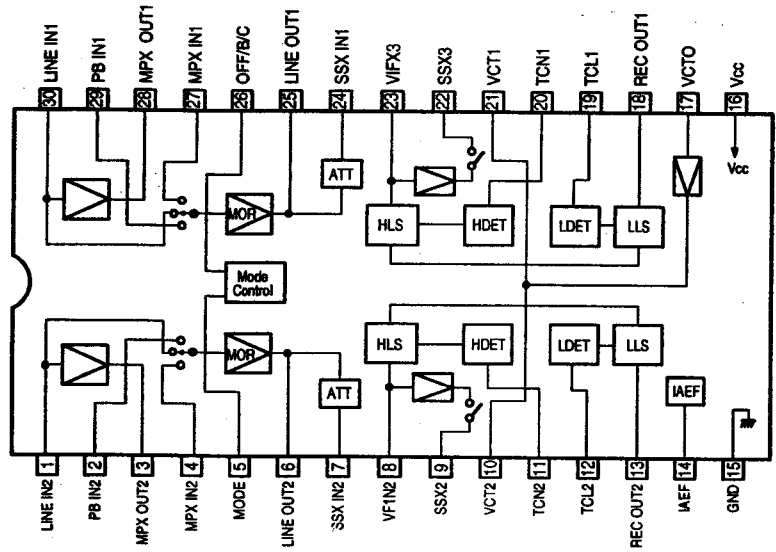 LINE IN1
PB IN1
MPX OUT1
MPX IN1
OFF/B/C
LINE OUT1
SSX IN1
VIFX3
SSX3
VCT1
TCN1
TCL1
REC OUT1
VCTO
Vcc
30
29
28
27
26
25
24
23
22
21
20
19
18
17
16
Vcc
ATT
MOR
HLS
HDET
LDET
LLS
Mode
Control
MOR
HLS
HDET
LDET
LLS
ATT
IAEF
1
2
3
4
5
6
7
8
9
10
11
12
13
14
15
LINE IN2
PB IN2
MPX OUT2
MPX IN2
MODE
LINE OUT2
SSX IN2
VF1N2
SSX2
VCT2
TCN2
TCL2
REC OUT2
IAEF
GND